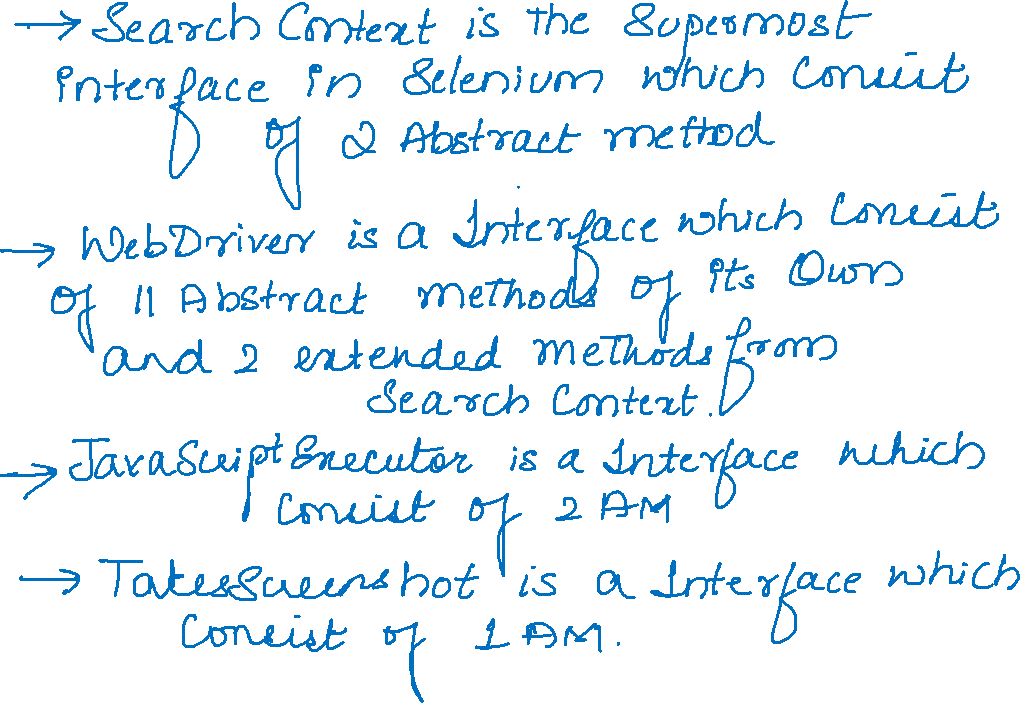 → Search Context is the Supermost
interface in Selenium which Consist
of 2 Abstract method
→ WebDriver is a Interface which Consist
of 11 Abstract methods of its Own
and 2 extended methods from
Search Context.
→ JavaScriptExecutor is a Interface which
Consist of 2 AM
→ TakesScreenshot is a Interface which
Consist of 1 AM.